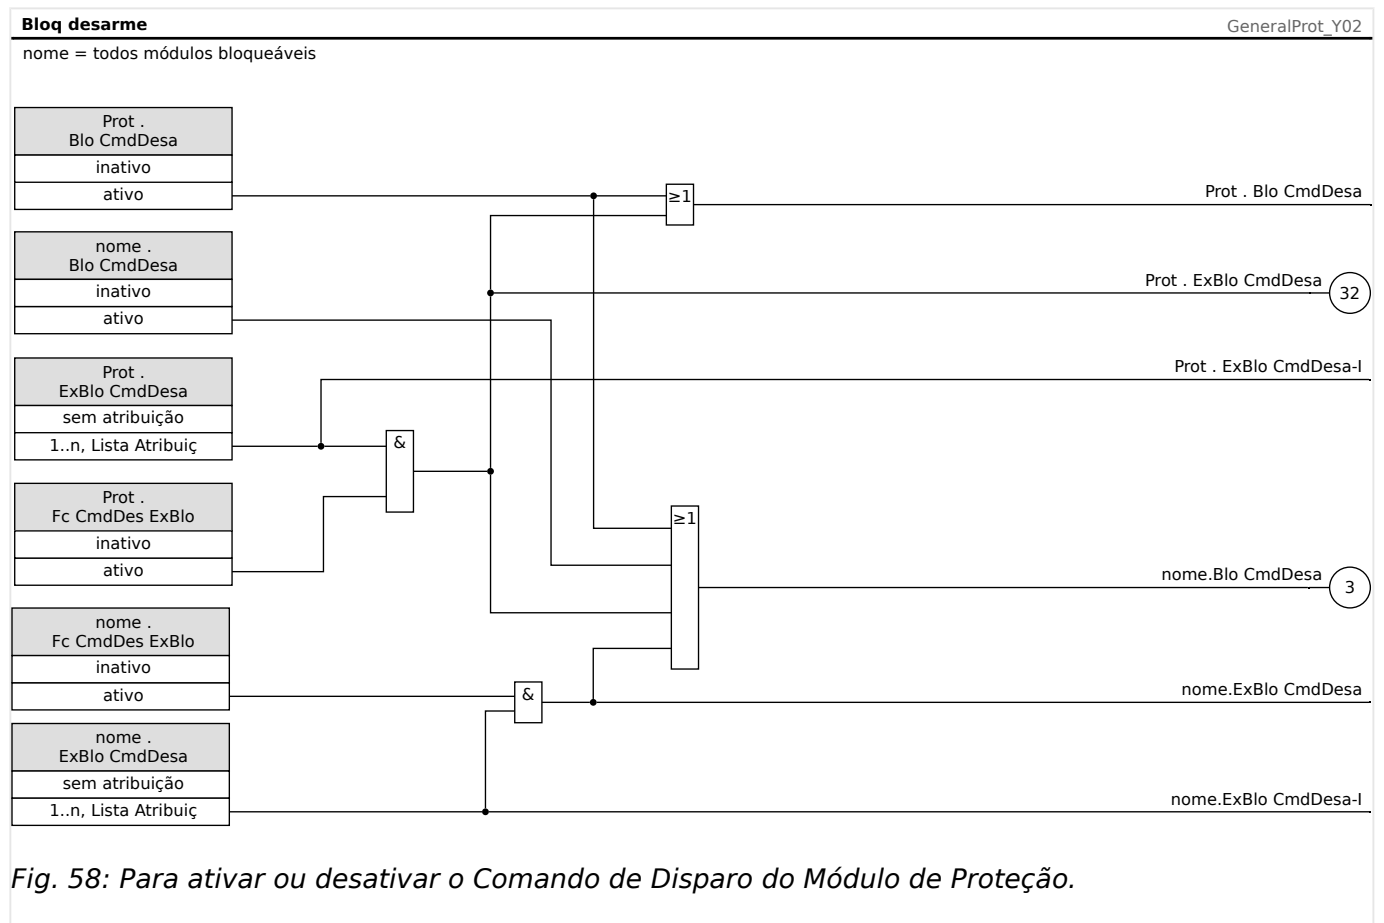 Bloq desarme
GeneralProt_Y02
nome = todos módulos bloqueáveis
Prot .
Blo CmdDesa
inativo
ativo
≥1
Prot . Blo CmdDesa
nome .
Blo CmdDesa
inativo
ativo
Prot . ExBlo CmdDesa
32
Prot .
ExBlo CmdDesa
sem atribuição
1..n, Lista Atribuiç
&
Prot . ExBlo CmdDesa-I
Prot .
Fc CmdDes ExBlo
inativo
ativo
≥1
nome.Blo CmdDesa
3
nome .
Fc CmdDes ExBlo
inativo
ativo
&
nome.ExBlo CmdDesa
nome .
ExBlo CmdDesa
sem atribuição
1..n, Lista Atribuiç
nome.ExBlo CmdDesa-I
Fig. 58: Para ativar ou desativar o Comando de Disparo do Módulo de Proteção.